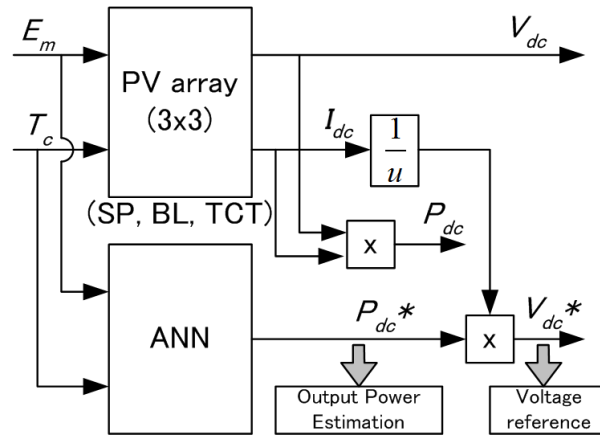 E_m
V_dc
PV array
(3x3)
T_c
I_dc
1
u
(SP, BL, TCT)
x
P_dc
ANN
P_dc*
x
V_dc*
Output Power
Estimation
Voltage
reference